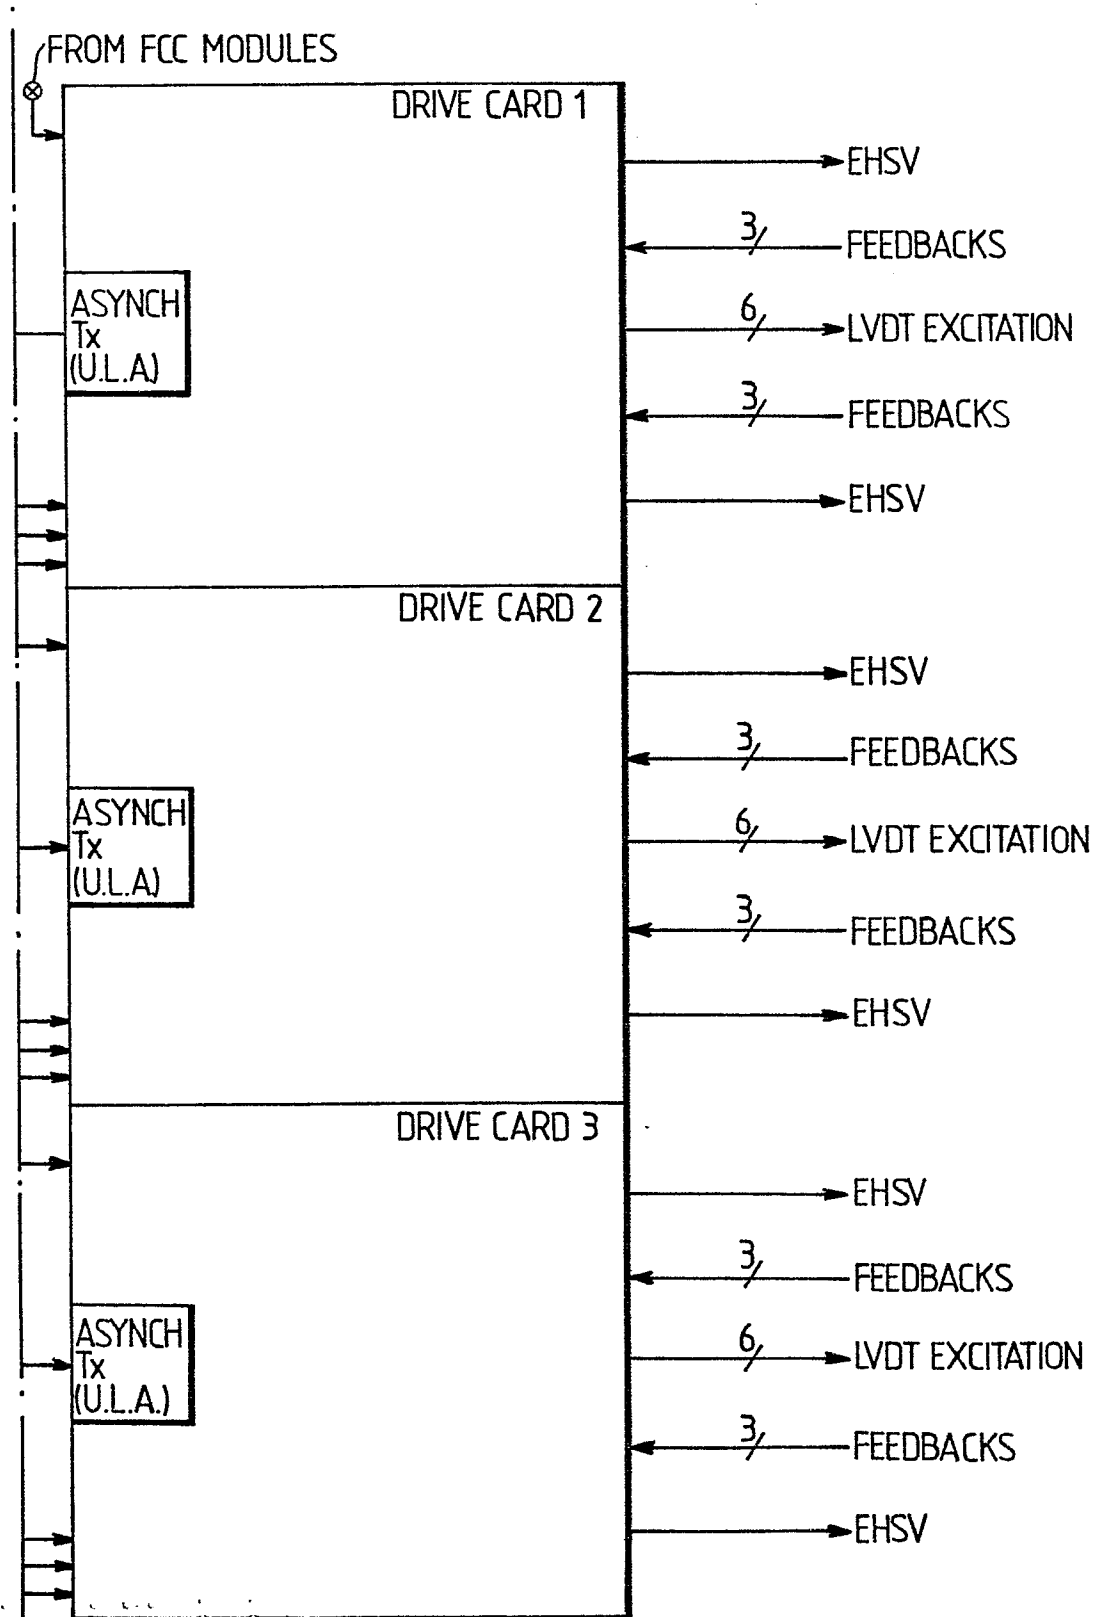 FROM FCC MODULES
DRIVE CARD 1
EHSV
3
FEEDBACKS
ASYNCH
Tx
(U.L.A)
6
LVDT EXCITATION
3
FEEDBACKS
EHSV
DRIVE CARD 2
EHSV
3
FEEDBACKS
ASYNCH
Tx
(U.L.A)
6
LVDT EXCITATION
3
FEEDBACKS
EHSV
DRIVE CARD 3
EHSV
3
FEEDBACKS
ASYNCH
Tx
(U.L.A.)
6
LVDT EXCITATION
3
FEEDBACKS
EHSV